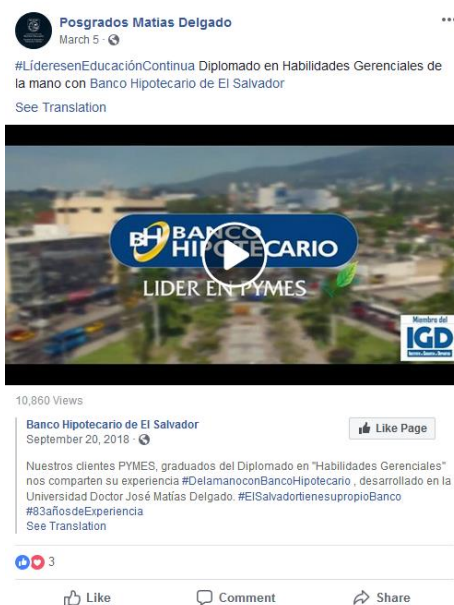 Posgrados Matías Delgado
March 5
#LíderesenEducaciónContinua Diplomado en Habilidades Gerenciales de
la mano con Banco Hipotecario de El Salvador
See Translation
BH BANCO
HIPOTECARIO
LIDER EN PYMES
Miembro del
IGD
10,860 Views
Banco Hipotecario de El Salvador
Like Page
September 20, 2018
Nuestros clientes PYMES, graduados del Diplomado en "Habilidades Gerenciales"
nos comparten su experiencia #DelamanoconBancoHipotecario , desarrollado en la
Universidad Doctor José Matías Delgado. #ElSalvadortienesupropioBanco
#83añosdeExperiencia
See Translation
3
Like Comment Share